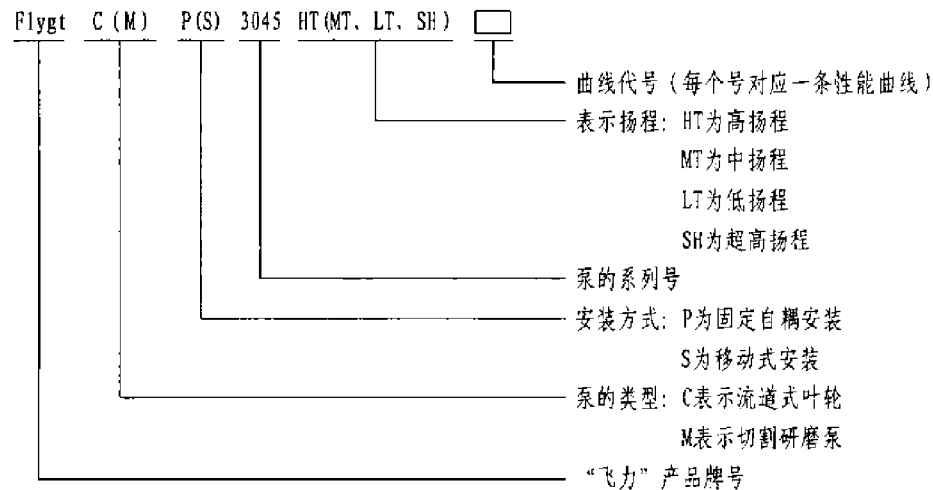 Flygt C(M) P(S) 3045 HT(MT、LT、SH)
曲线代号(每个号对应一条性能曲线)
表示扬程: HT为高扬程
MT为中扬程
LT为低扬程
SH为超高扬程
泵的系列号
安装方式: P为固定自耦安装
S为移动式安装
泵的类型: C表示流道式叶轮
M表示切割研磨泵
“飞力”产品牌号